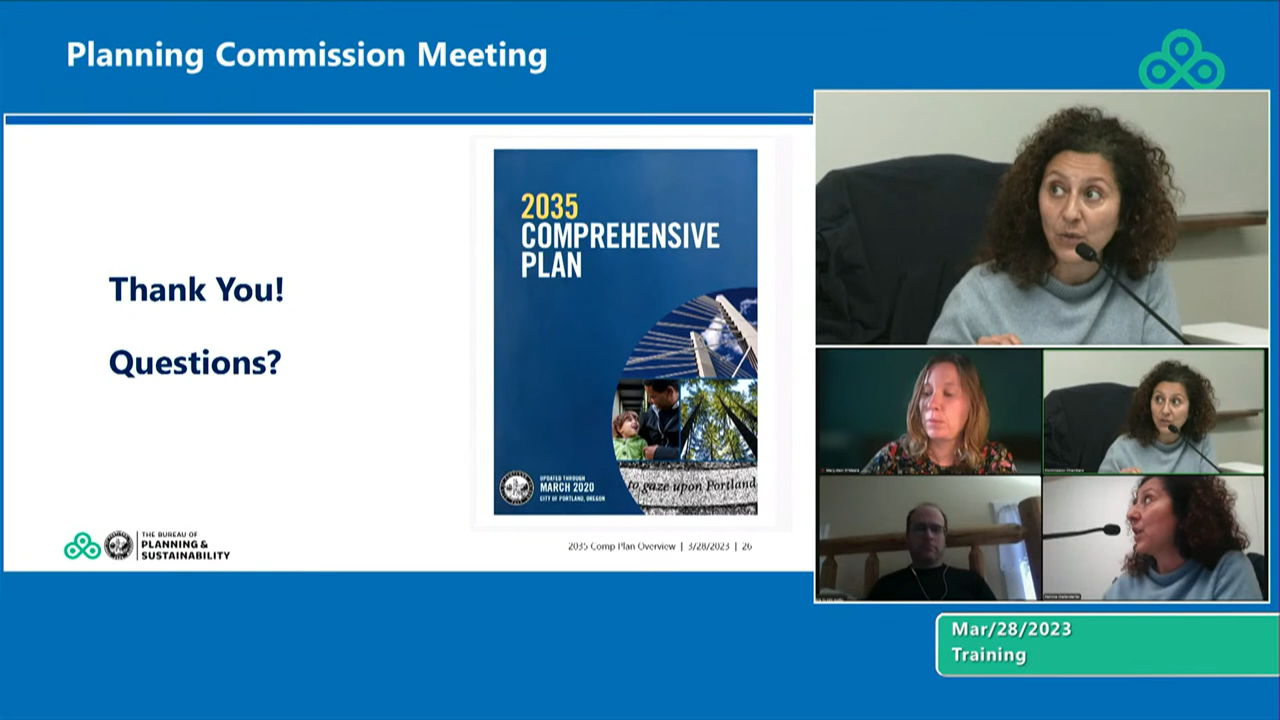 Planning Commission Meeting
Thank You!
Questions?
2035
COMPREHENSIVE
PLAN
UPDATED THROUGH
MARCH 2020
CITY OF PORTLAND, OREGON
to gaze upon Portland
THE BUREAU OF
PLANNING &
SUSTAINABILITY
2035 Comp Plan Overview | 3/28/2023 | 26
Mar/28/2023
Training